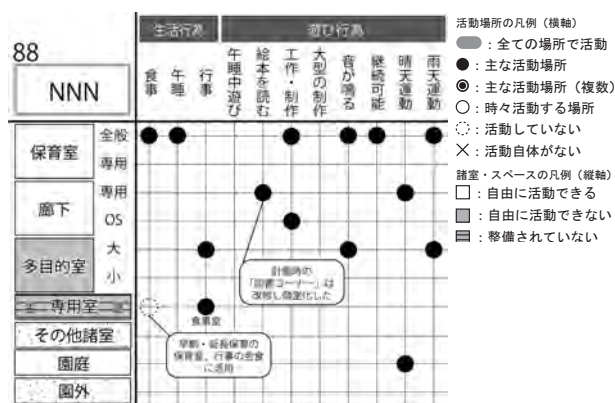 生活行為
遊び行為
88
NNN
食事
午睡
行事
午睡中遊び
絵本を読む
工作・制作
大型の制作
音が鳴る
継続可能
晴天運動
雨天運動
保育室
全般
専用
廊下
専用
OS
多目的室
大
小
専用室
その他諸室
園庭
園外
計画時の
「図書コーナー」は
改修し個室化した
食事室
早朝・延長保育の
保育室、行事の会食
に活用
活動場所の凡例（横軸）
：全ての場所で活動
：主な活動場所
：主な活動場所（複数）
：時々活動する場所
：活動していない
：活動自体がない
諸室・スペースの凡例（縦軸）
：自由に活動できる
：自由に活動できない
：整備されていない